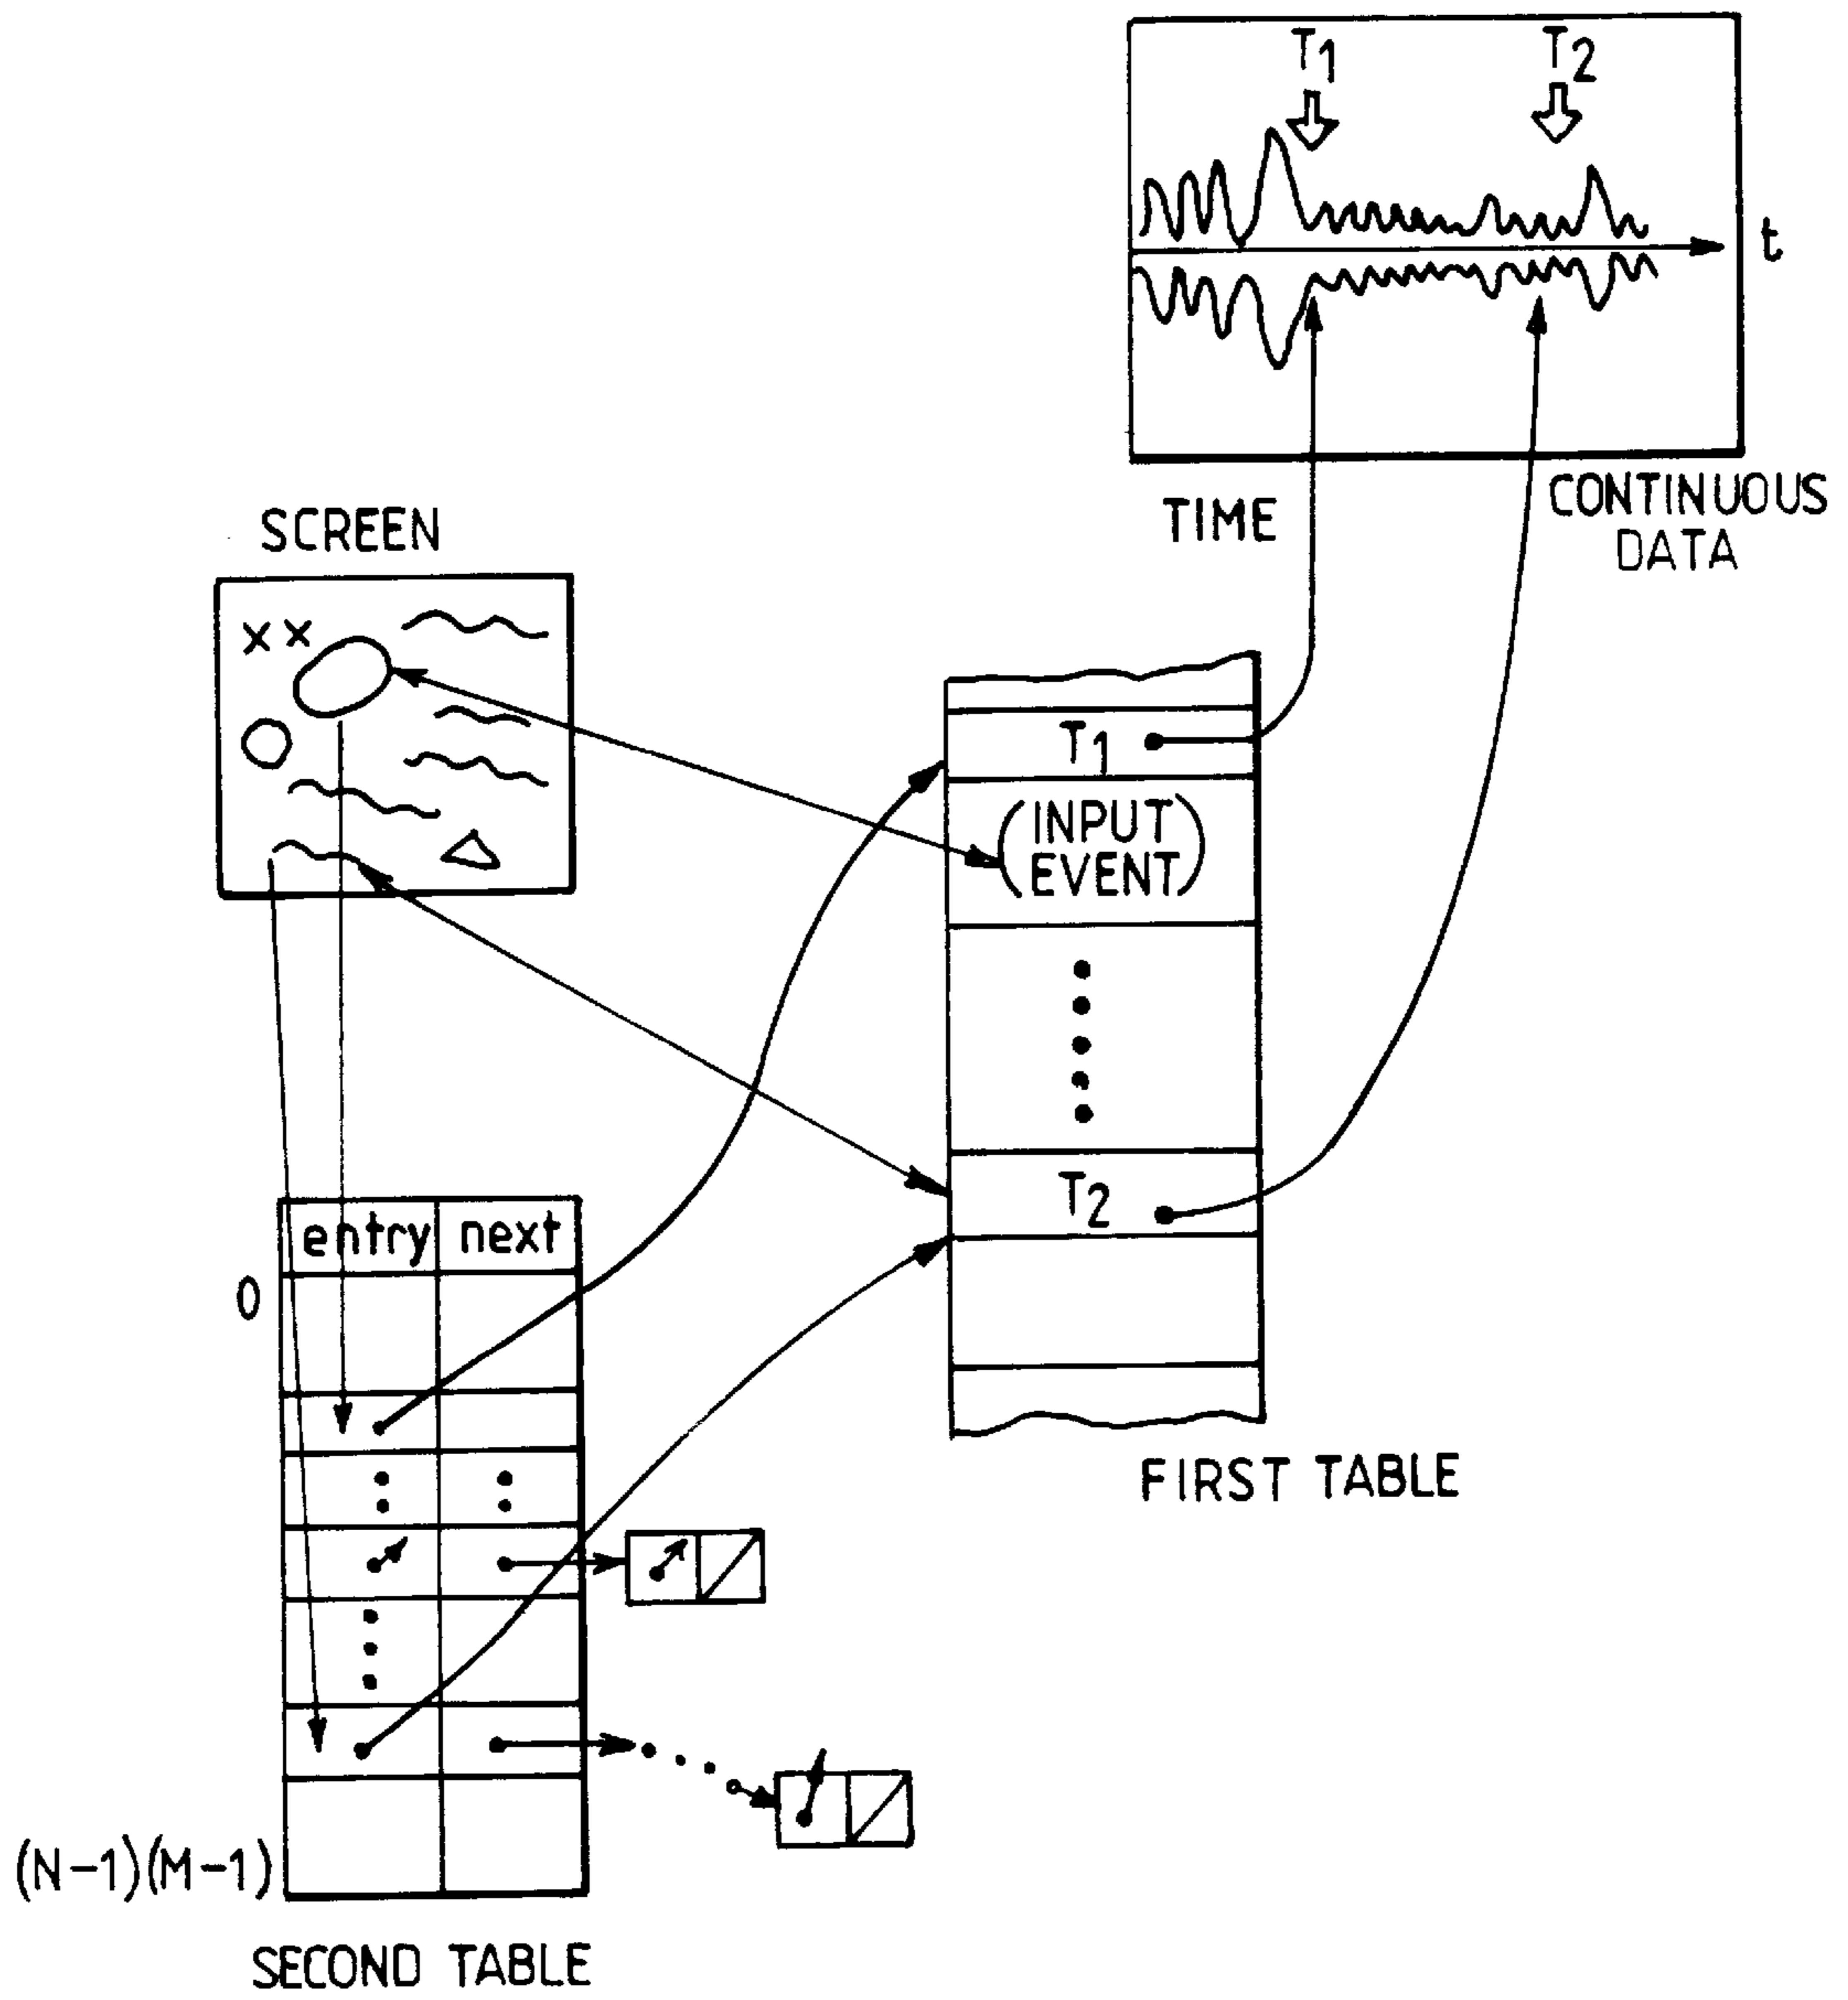 T1 T2
t
TIME
CONTINUOUS
DATA
SCREEN
x x
T1
(INPUT
EVENT)
T2
FIRST TABLE
entry next
0
(N-1)(M-1)
SECOND TABLE